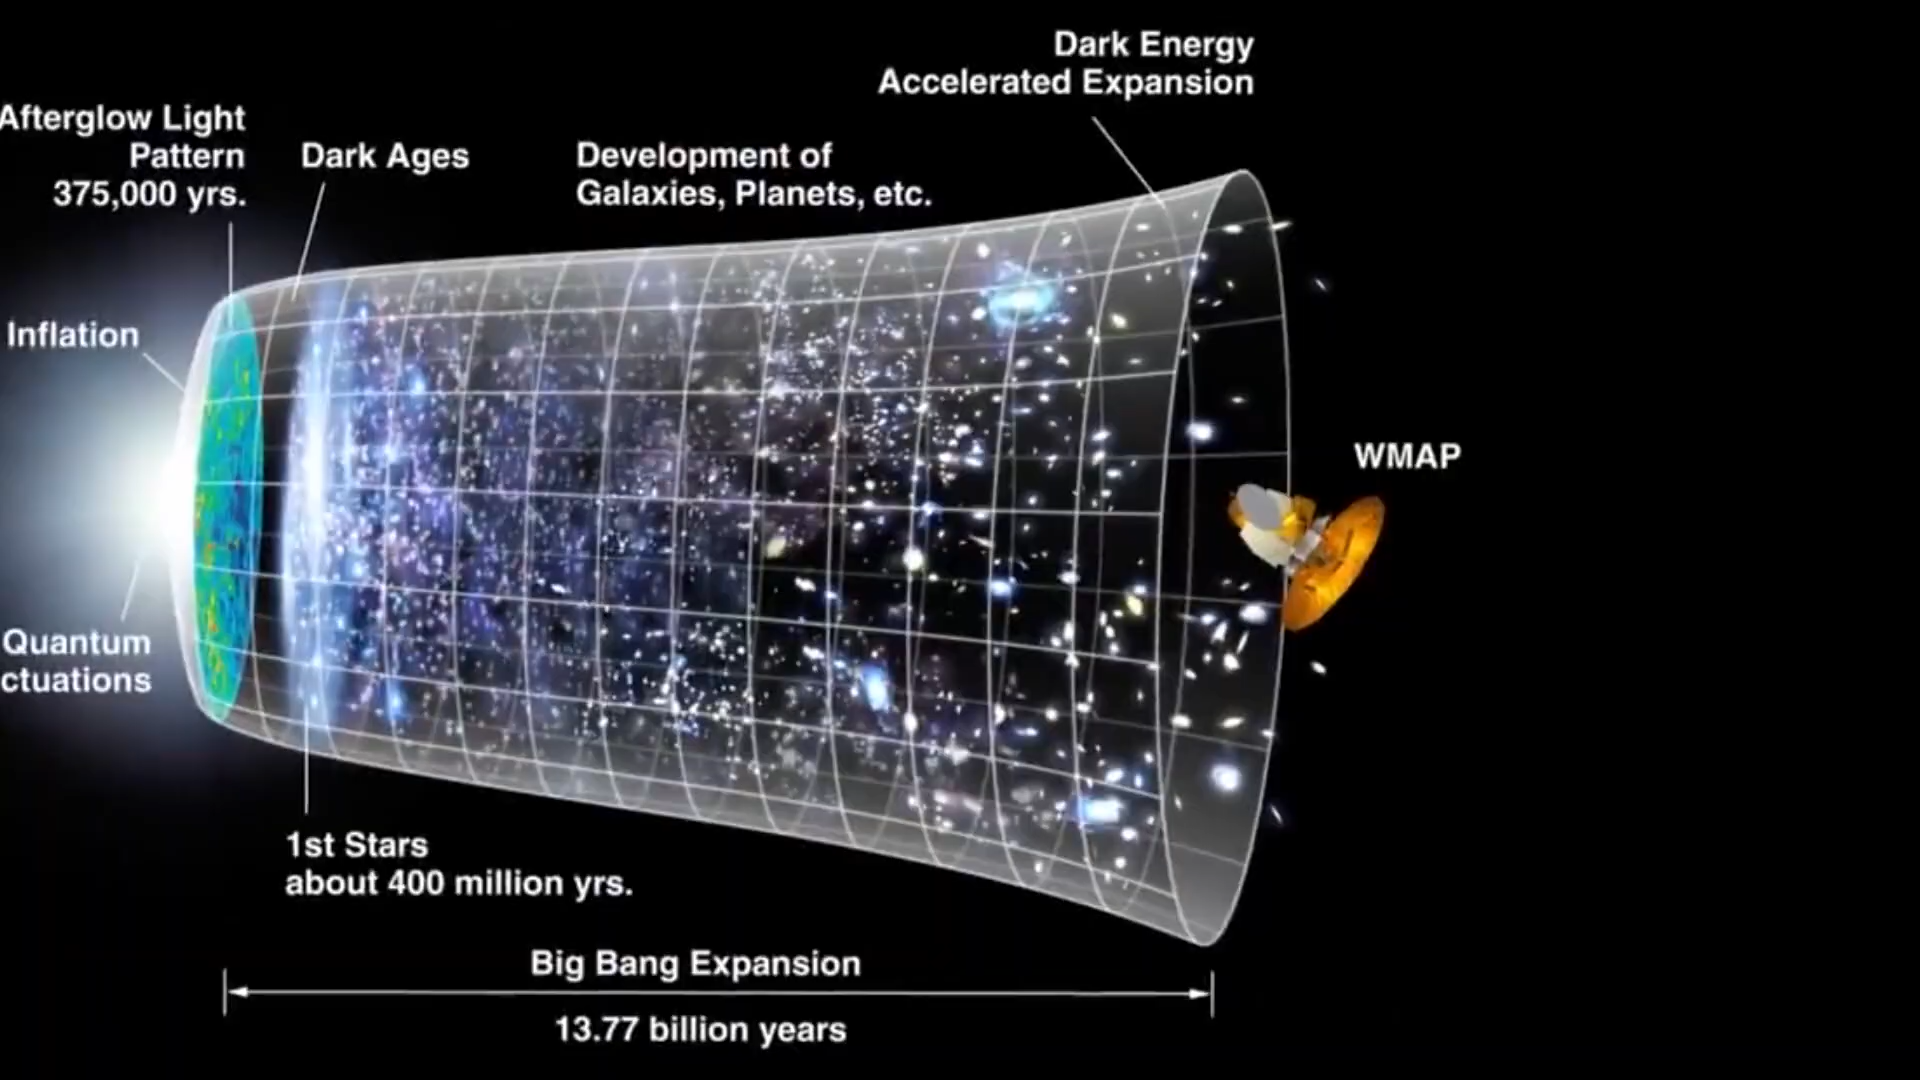 Dark Energy
Accelerated Expansion
Afterglow Light
Pattern
375,000 yrs.
Dark Ages
Development of
Galaxies, Planets, etc.
Inflation
WMAP
Quantum
ctuations
1st Stars
about 400 million yrs.
Big Bang Expansion
13.77 billion years